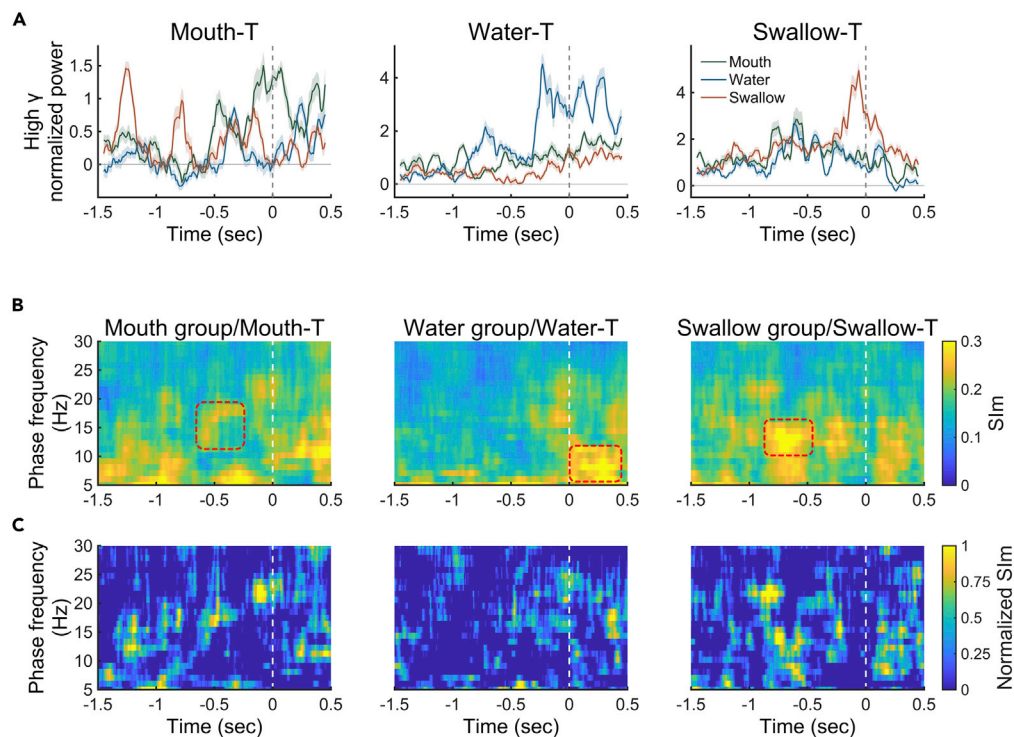 A
Mouth-T
Water-T
Swallow-T
High γ
normalized power
1.5
1
0.5
0
4
2
0
4
2
0
Mouth
Water
Swallow
-1.5 -1 -0.5 0 0.5
-1.5 -1 -0.5 0 0.5
-1.5 -1 -0.5 0 0.5
Time (sec)
Time (sec)
Time (sec)
B
Mouth group/Mouth-T
Water group/Water-T
Swallow group/Swallow-T
Phase frequency
(Hz)
30
25
20
15
10
5
-1.5 -1 -0.5 0 0.5
-1.5 -1 -0.5 0 0.5
-1.5 -1 -0.5 0 0.5
0.3
0.2
0.1
0
SIm
C
Phase frequency
(Hz)
30
25
20
15
10
5
-1.5 -1 -0.5 0 0.5
-1.5 -1 -0.5 0 0.5
-1.5 -1 -0.5 0 0.5
Time (sec)
Time (sec)
Time (sec)
1
0.75
0.5
0.25
0
Normalized SIm